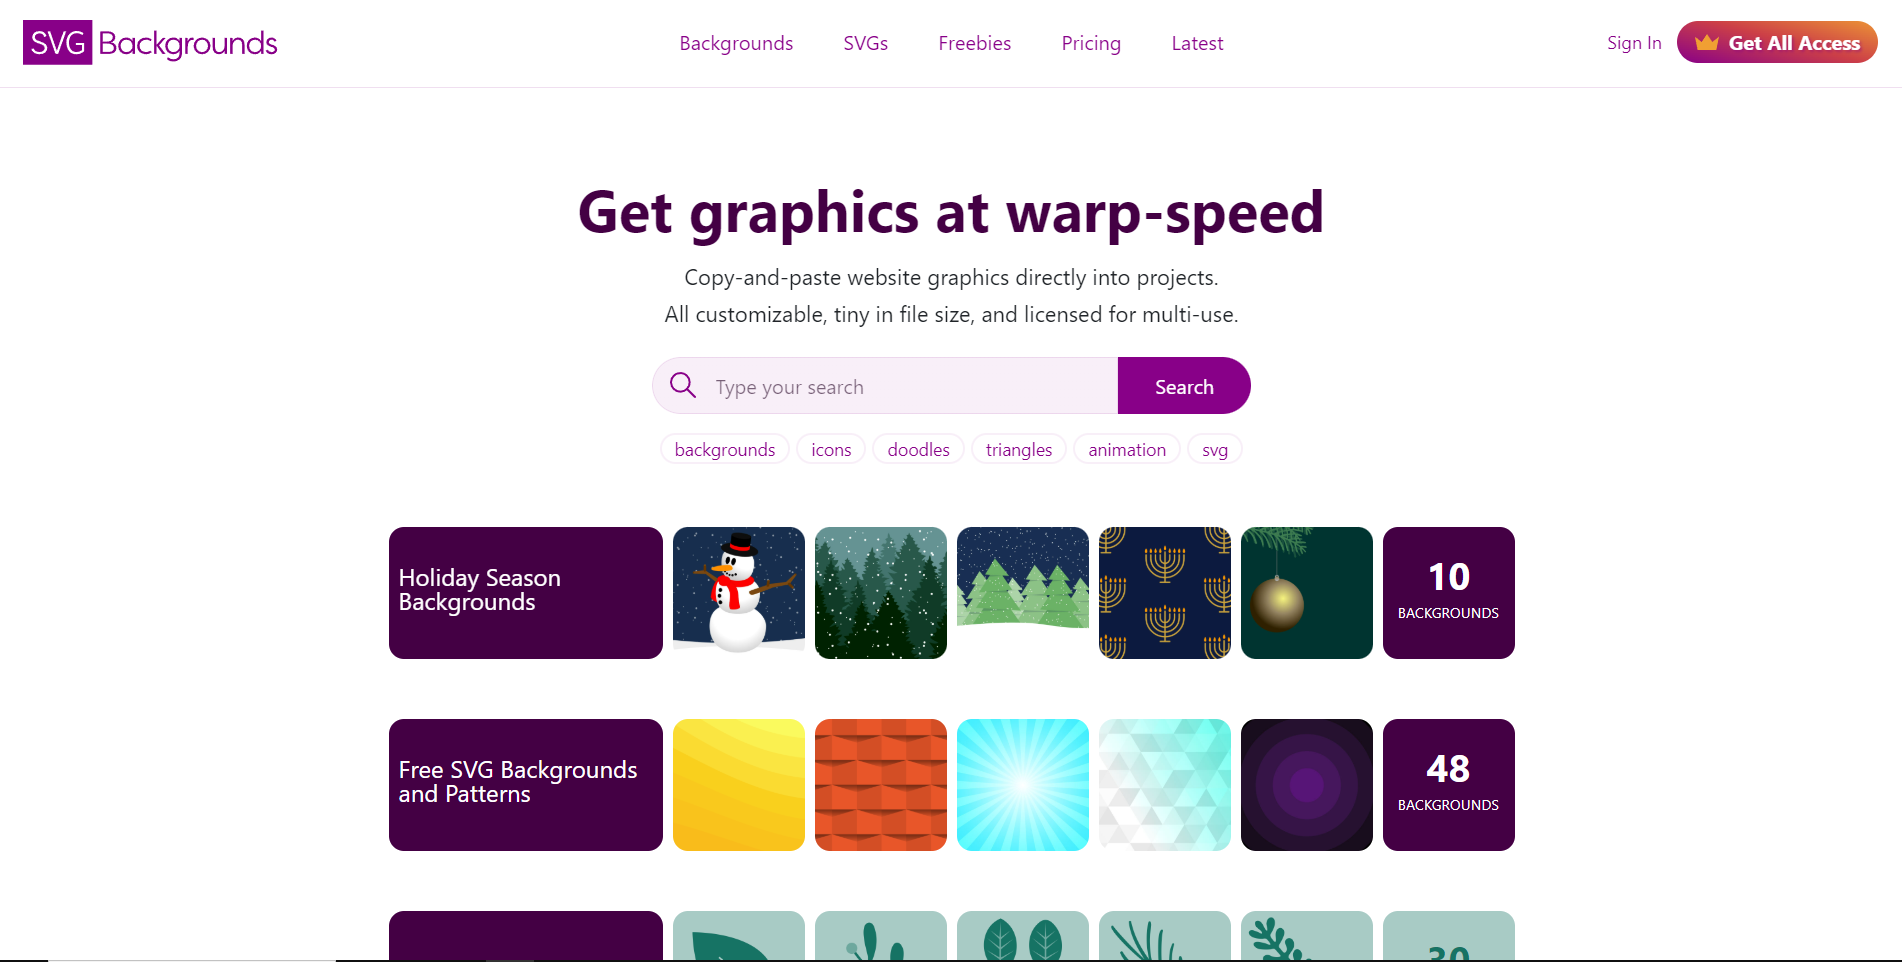 SVG Backgrounds
Backgrounds
SVGs
Freebies
Pricing
Latest
Sign In
Get All Access
Get graphics at warp-speed
Copy-and-paste website graphics directly into projects.
All customizable, tiny in file size, and licensed for multi-use.
Type your search
Search
backgrounds
icons
doodles
triangles
animation
svg
Holiday Season
Backgrounds
10
BACKGROUNDS
Free SVG Backgrounds
and Patterns
48
BACKGROUNDS